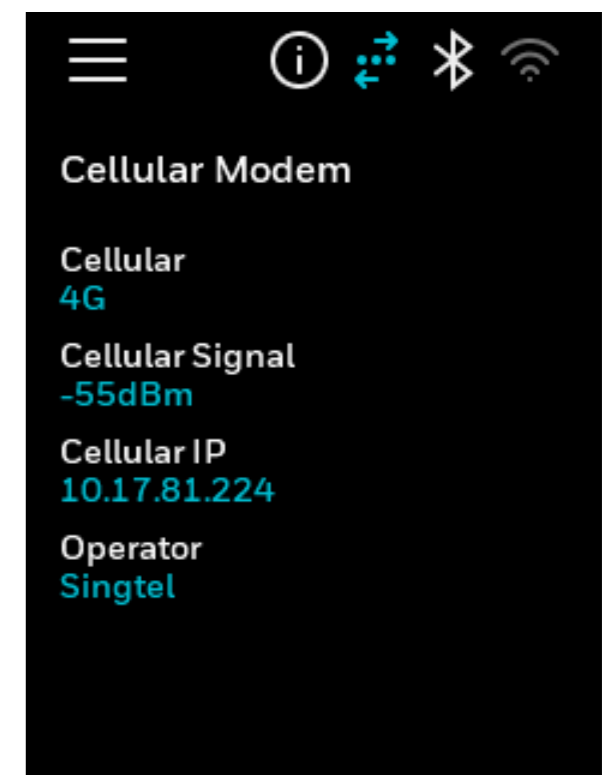 Cellular Modem
Cellular
4G
Cellular Signal
-55dBm
Cellular IP
10.17.81.224
Operator
Singtel